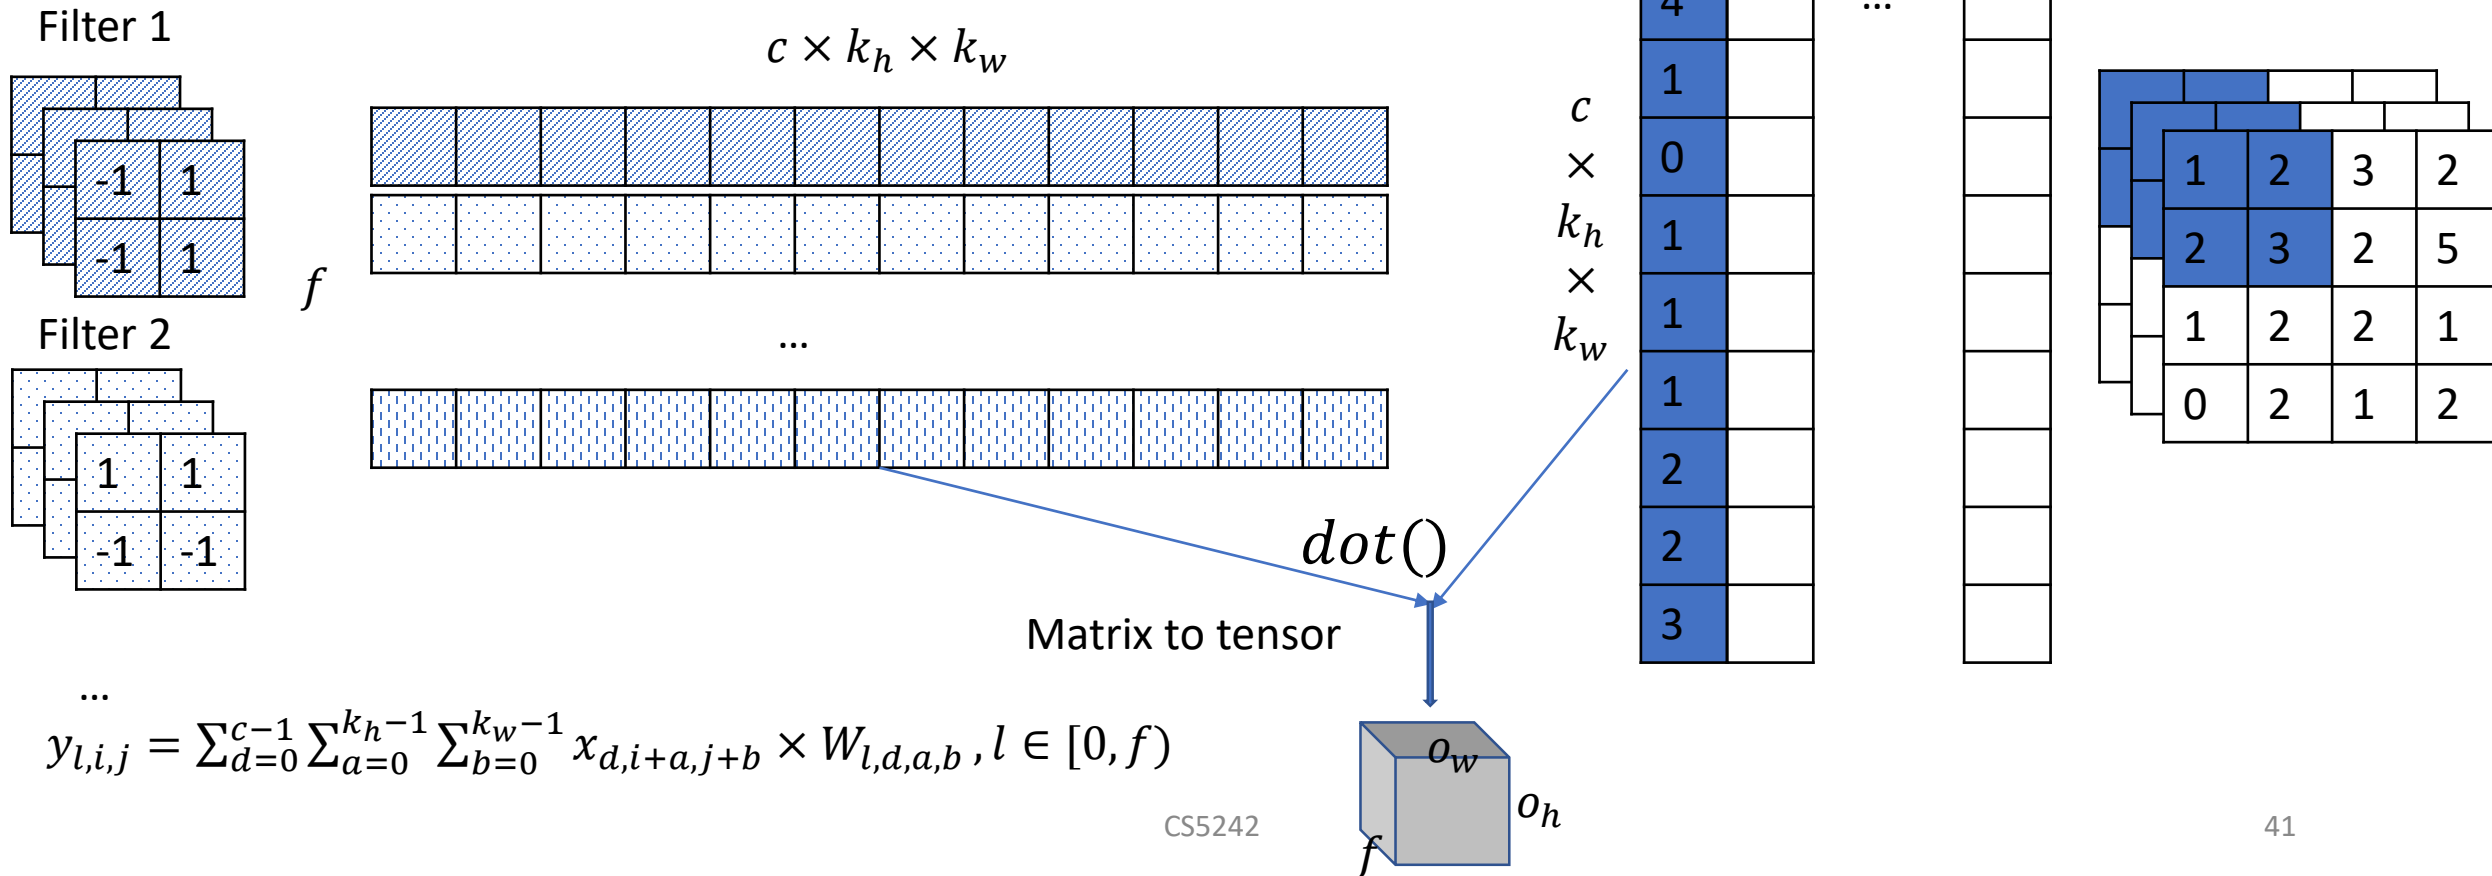 Filter 1
c × k_h × k_w
-1 1
-1 1
f
Filter 2
1 1
-1 -1
...
...
y_{l,i,j} = ∑_{d=0}^{c-1} ∑_{a=0}^{k_h-1} ∑_{b=0}^{k_w-1} x_{d,i+a,j+b} × W_{l,d,a,b} , l ∈ [0, f)
dot()
Matrix to tensor
o_w
o_h
f
c
×
k_h
×
k_w
4
...
1
0
1
1
1
2
2
3
1 2 3 2
2 3 2 5
1 2 2 1
0 2 1 2
CS5242
41